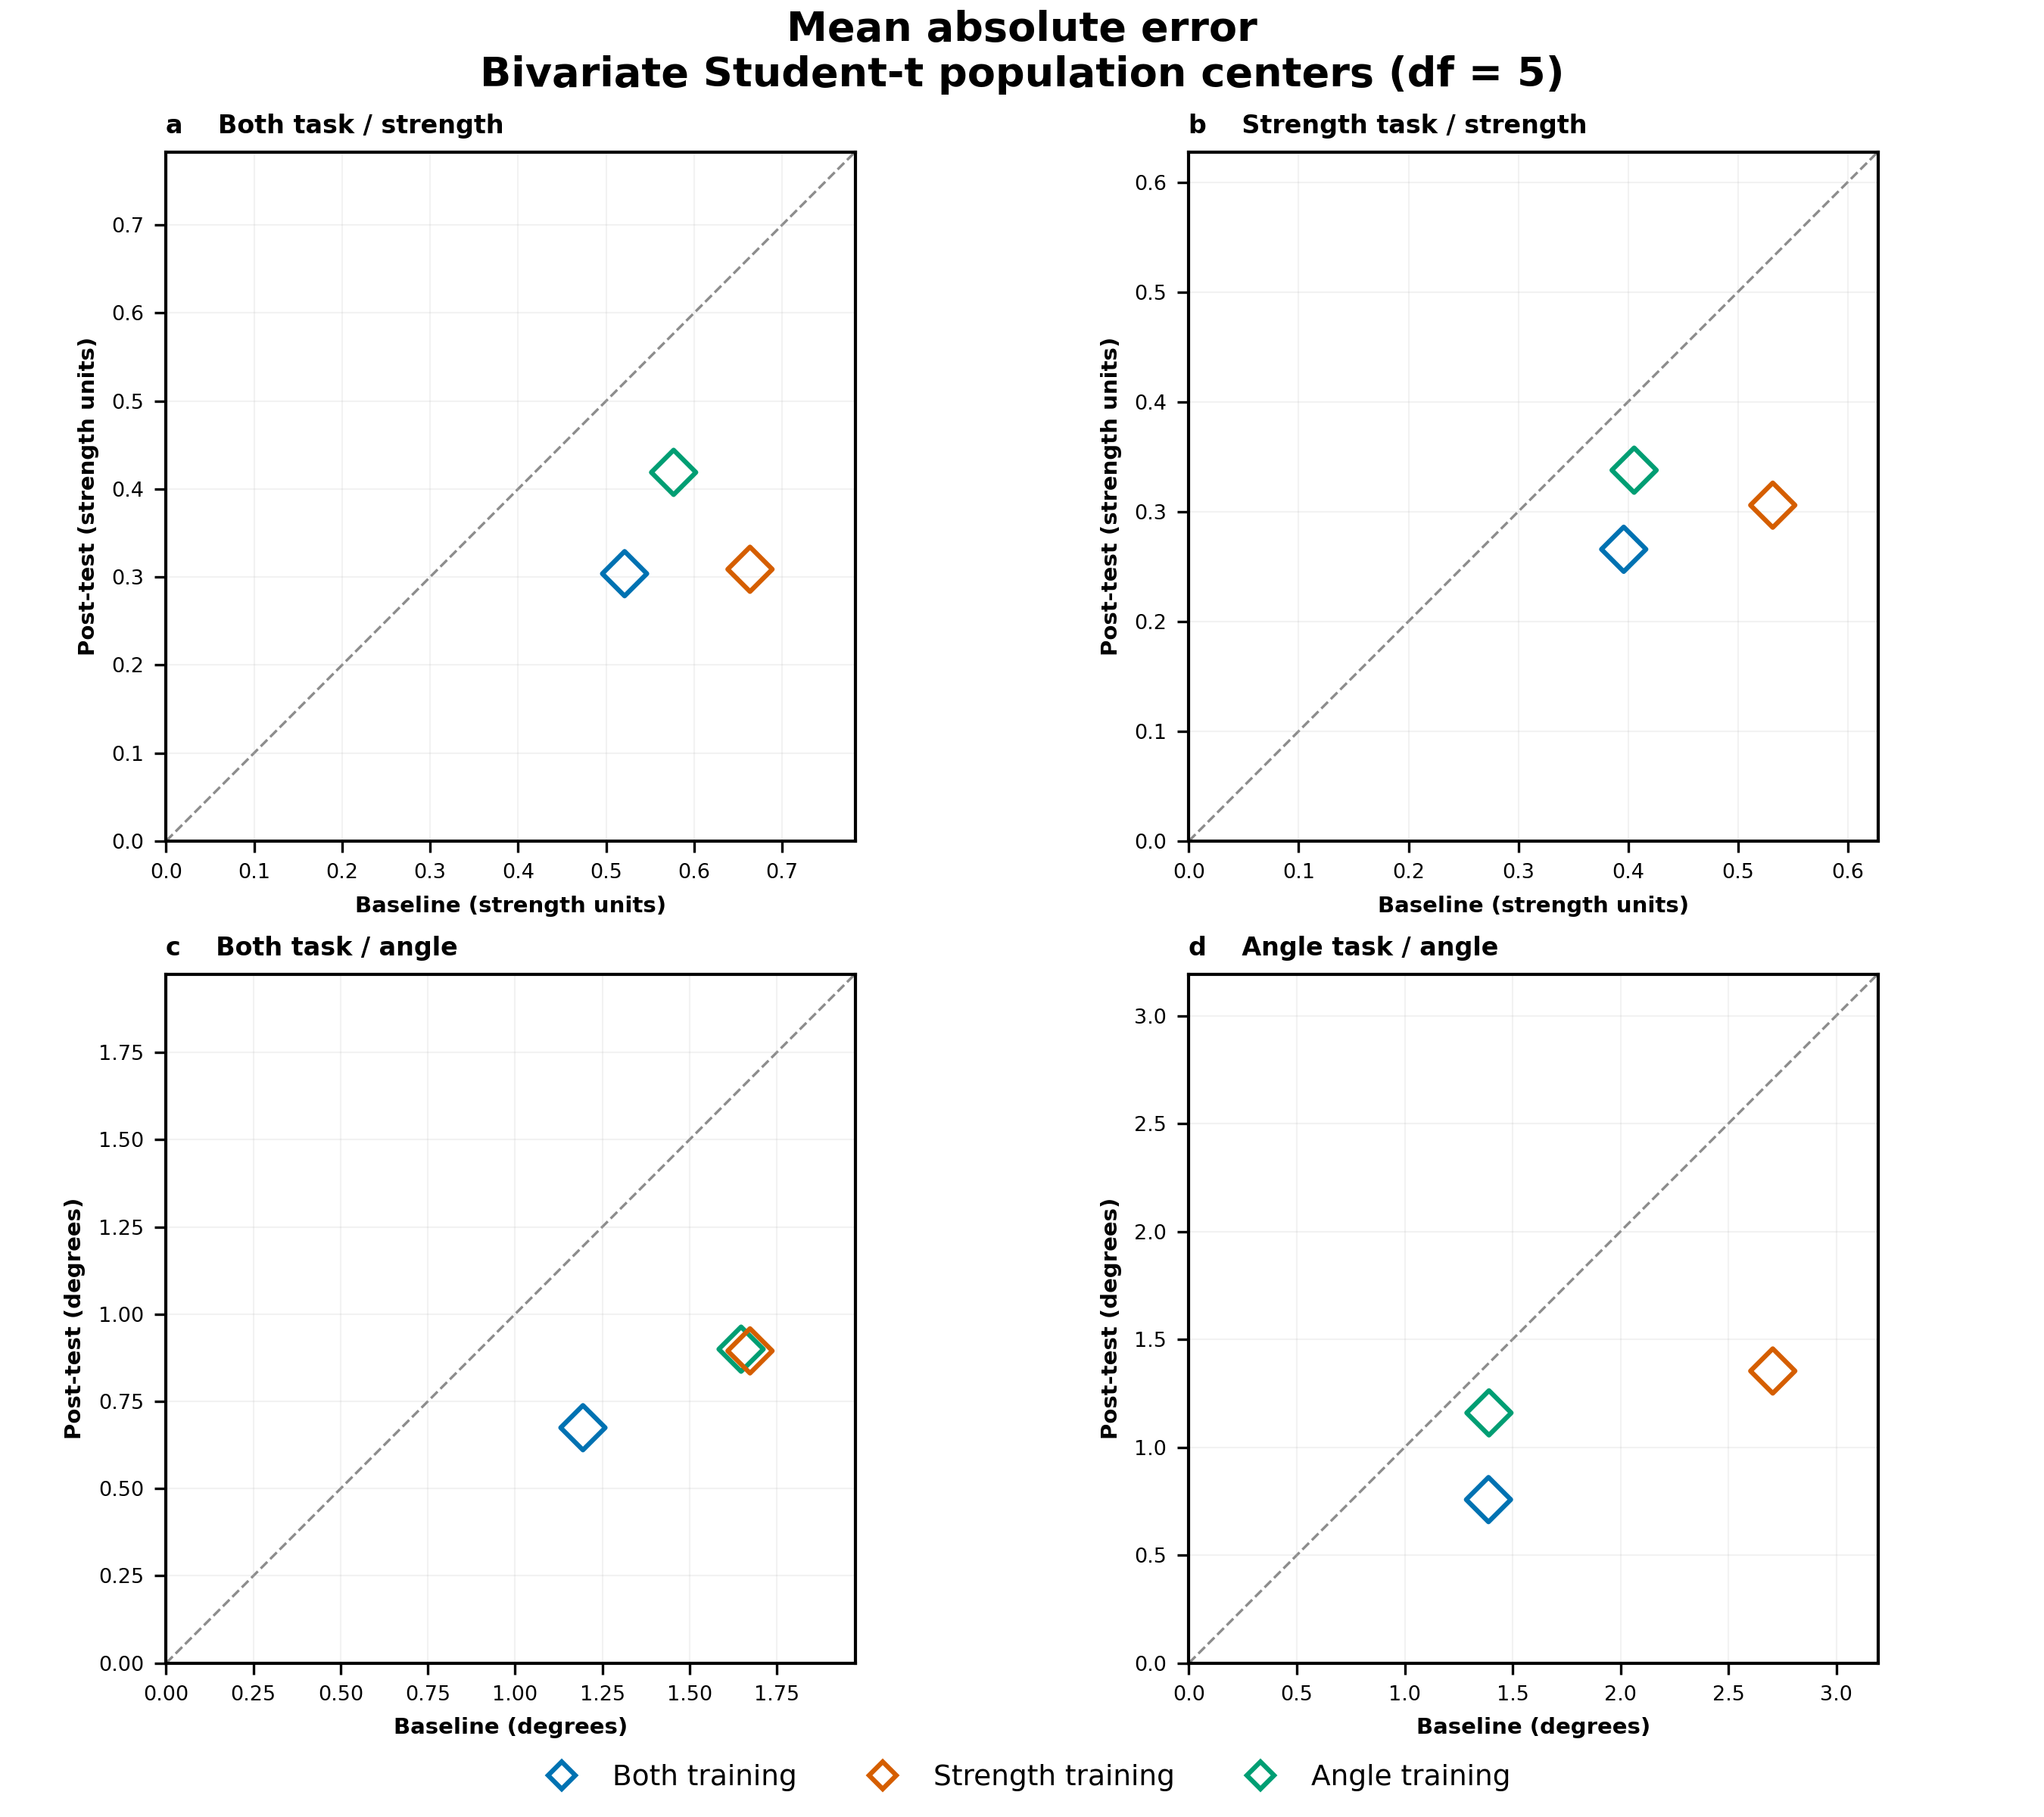 Mean absolute error
Bivariate Student-t population centers (df = 5)
a Both task / strength
Post-test (strength units)
0.7
0.6
0.5
0.4
0.3
0.2
0.1
0.0
0.0 0.1 0.2 0.3 0.4 0.5 0.6 0.7
Baseline (strength units)
b Strength task / strength
Post-test (strength units)
0.6
0.5
0.4
0.3
0.2
0.1
0.0
0.0 0.1 0.2 0.3 0.4 0.5 0.6
Baseline (strength units)
c Both task / angle
Post-test (degrees)
1.75
1.50
1.25
1.00
0.75
0.50
0.25
0.00
0.00 0.25 0.50 0.75 1.00 1.25 1.50 1.75
Baseline (degrees)
d Angle task / angle
Post-test (degrees)
3.0
2.5
2.0
1.5
1.0
0.5
0.0
0.0 0.5 1.0 1.5 2.0 2.5 3.0
Baseline (degrees)
Both training Strength training Angle training